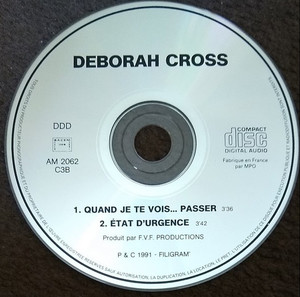 DEBORAH CROSS
DDD
AM 2062
C3B
COMPACT
disc
DIGITAL AUDIO
Fabriqué en France
par MPO
1. QUAND JE TE VOIS... PASSER 3'36
2. ÉTAT D'URGENCE 3'42
Produit par F.V.F. PRODUCTIONS
P & C 1991 - FILIGRAM'